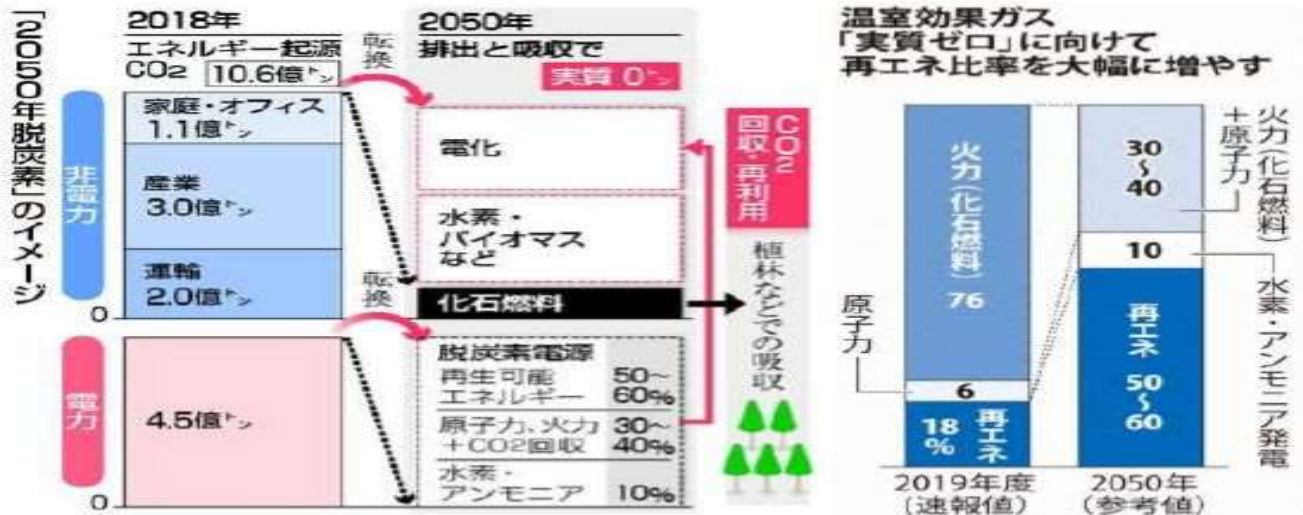 「2050年脱炭素」のイメージ
2018年
エネルギー起源
CO2 10.6億トン
転換
2050年
排出と吸収で
実質0トン
非電力
家庭・オフィス
1.1億トン
産業
3.0億トン
運輸
2.0億トン
0
電化
水素・
バイオマス
など
化石燃料
転換
電力
4.5億トン
0
脱炭素電源
再生可能
エネルギー 50~
60%
原子力、火力 30~
+CO2回収 40%
水素・
アンモニア 10%
CO2
回収・再利用
植林などでの吸収
温室効果ガス
「実質ゼロ」に向けて
再エネ比率を大幅に増やす
火力(化石燃料) 76
原子力
6
18% 再エネ
2019年度
(速報値)
30~40
火力(化石燃料)
+原子力
10
水素・アンモニア発電
再エネ 50~60
2050年
(参考値)